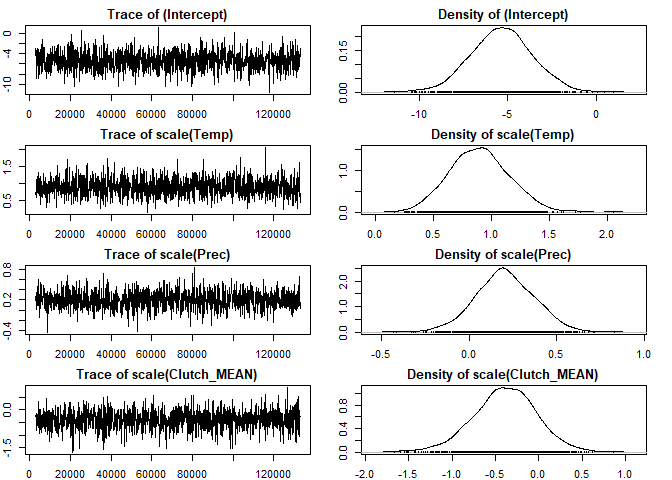 Trace of (Intercept)
Density of (Intercept)
0
-4
-10
0 20000 40000 60000 80000 120000
0.15
0.00
-10 -5 0
Trace of scale(Temp)
Density of scale(Temp)
1.5
0.5
0 20000 40000 60000 80000 120000
1.0
0.0
0.0 0.5 1.0 1.5 2.0
Trace of scale(Prec)
Density of scale(Prec)
0.8
0.2
-0.4
0 20000 40000 60000 80000 120000
2.0
1.0
0.0
-0.5 0.0 0.5 1.0
Trace of scale(Clutch_MEAN)
Density of scale(Clutch_MEAN)
0.0
-1.5
0 20000 40000 60000 80000 120000
0.8
0.4
0.0
-2.0 -1.5 -1.0 -0.5 0.0 0.5 1.0